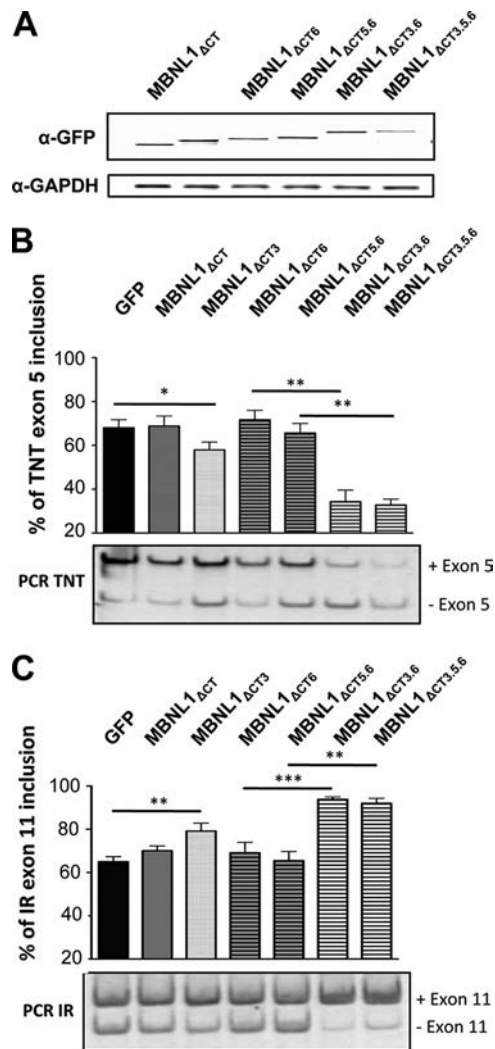 A
MBNL1ΔCT
MBNL1ΔCT6
MBNL1ΔCT5.6
MBNL1ΔCT3.6
MBNL1ΔCT3.5.6
α-GFP
α-GAPDH
B
GFP
MBNL1ΔCT
MBNL1ΔCT3
MBNL1ΔCT6
MBNL1ΔCT5.6
MBNL1ΔCT3.6
MBNL1ΔCT3.5.6
% of TNT exon 5 inclusion
100
80
60
40
20
*
**
**
PCR TNT
+ Exon 5
- Exon 5
C
GFP
MBNL1ΔCT
MBNL1ΔCT3
MBNL1ΔCT6
MBNL1ΔCT5.6
MBNL1ΔCT3.6
MBNL1ΔCT3.5.6
% of IR exon 11 inclusion
100
80
60
40
20
**
***
**
PCR IR
+ Exon 11
- Exon 11